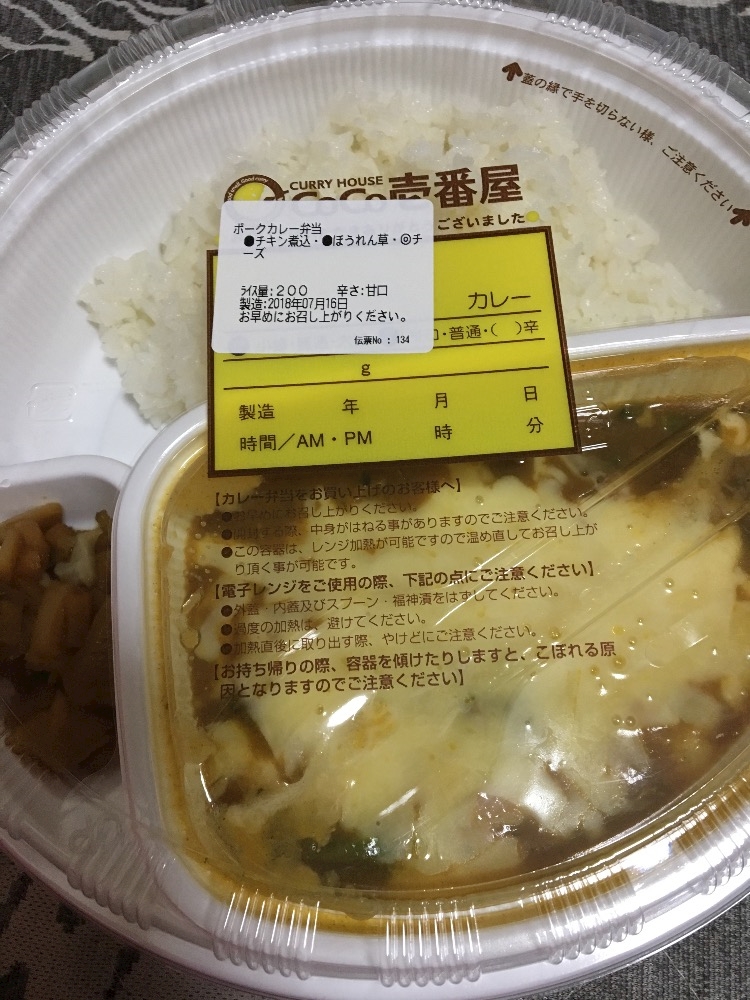 蓋の縁で手を切らない様、ご注意ください
CURRY HOUSE
CoCo壱番屋
ございました
ポークカレー弁当
●チキン煮込・●ほうれん草・◎チ
ーズ
ライス量:200 辛さ:甘口
製造:2018年07月16日
お早めにお召し上がりください。
伝票No : 134
カレー
・普通・( )辛
g
製造 年 月 日
時間/AM・PM 時 分
【カレー弁当をお買い上げのお客様へ】
●お早めにお召し上がりください。
●開封する際、中身がはねる事がありますのでご注意ください。
●この容器は、レンジ加熱が可能ですので温め直してお召し上が
り頂く事が可能です。
【電子レンジをご使用の際、下記の点にご注意ください】
●外蓋・内蓋及びスプーン・福神漬をはずしてください。
●過度の加熱は、避けてください。
●加熱直後に取り出す際、やけどにご注意ください。
【お持ち帰りの際、容器を傾けたりしますと、こぼれる原
因となりますのでご注意ください】